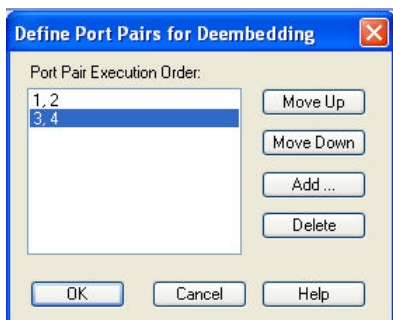 Define Port Pairs for Deembedding
Port Pair Execution Order:
1, 2
3, 4
Move Up
Move Down
Add ...
Delete
OK
Cancel
Help